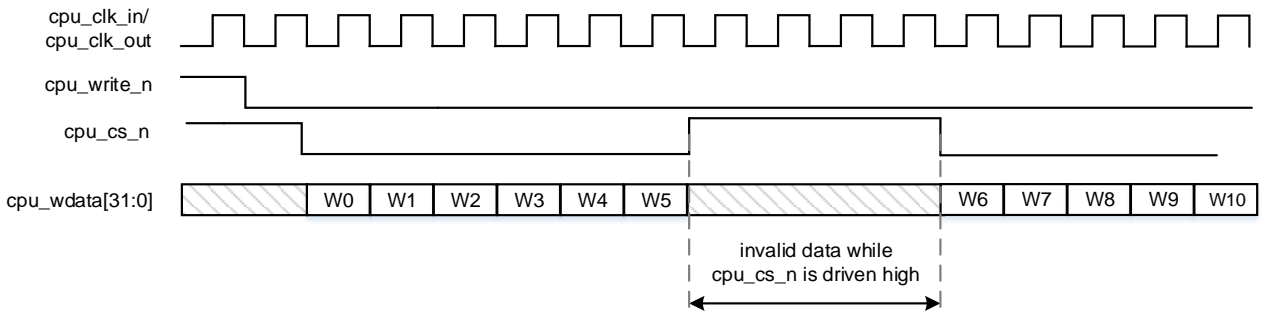 cpu_clk_in/
cpu_clk_out
cpu_write_n
cpu_cs_n
cpu_wdata[31:0] W0 W1 W2 W3 W4 W5 W6 W7 W8 W9 W10
invalid data while
cpu_cs_n is driven high